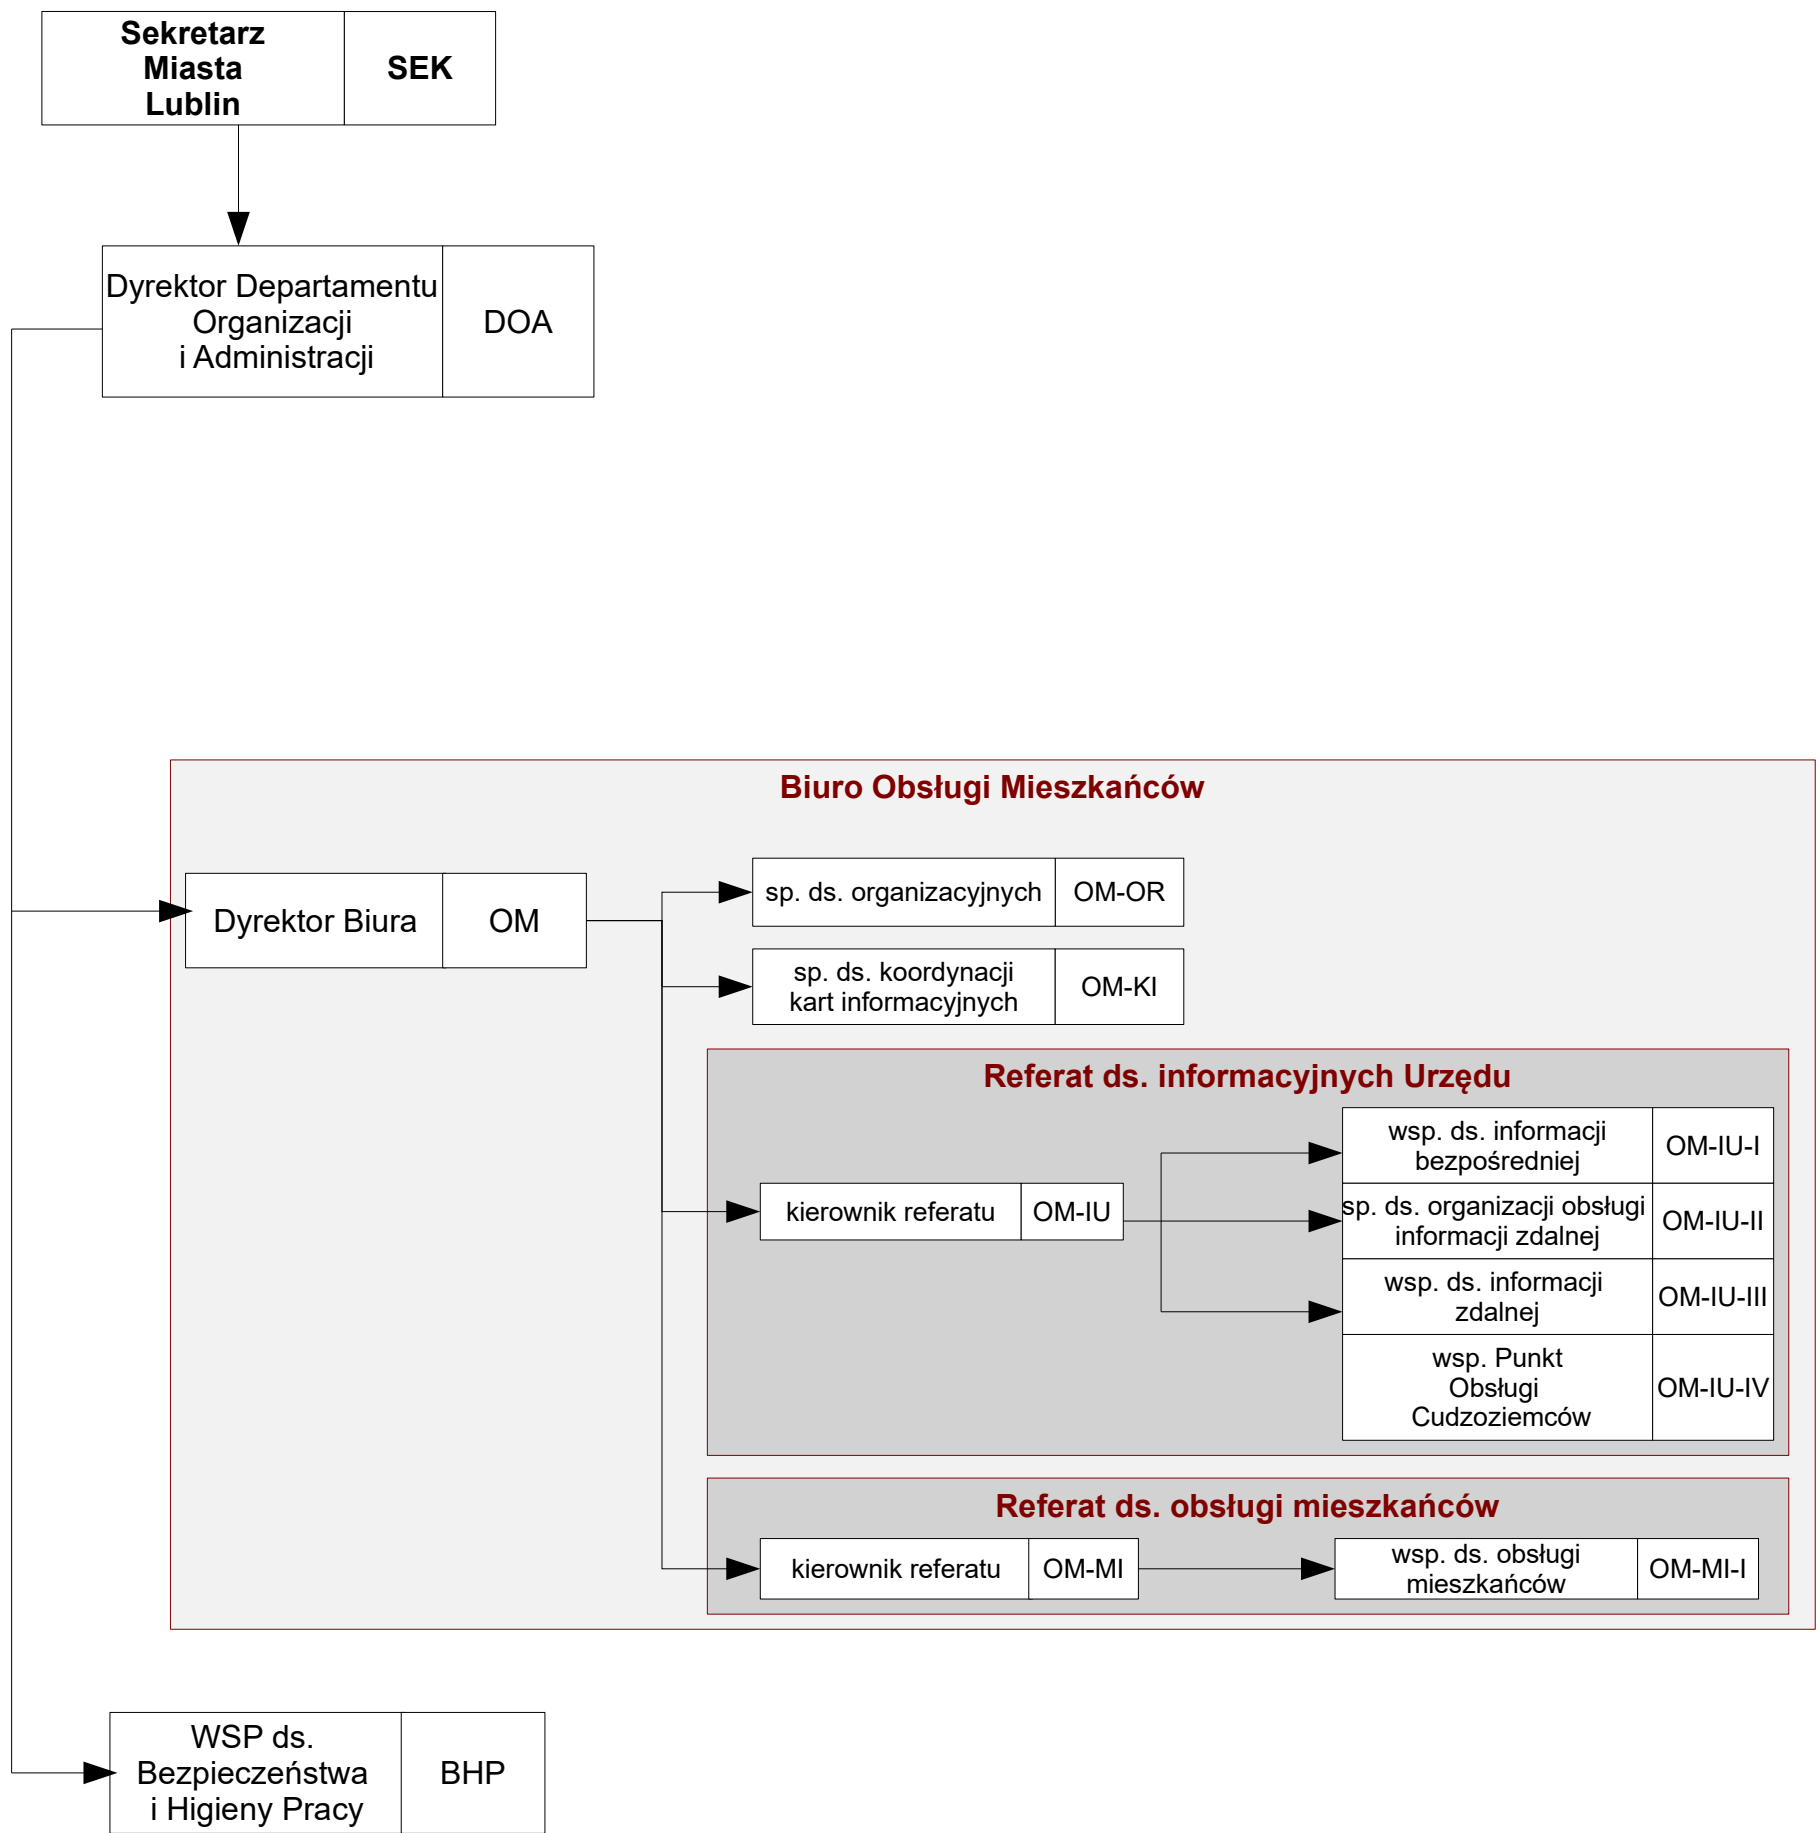 Sekretarz
Miasta
Lublin
SEK
Dyrektor Departamentu
Organizacji
i Administracji
DOA
Biuro Obsługi Mieszkańców
Dyrektor Biura
OM
sp. ds. organizacyjnych
OM-OR
sp. ds. koordynacji
kart informacyjnych
OM-KI
Referat ds. informacyjnych Urzędu
kierownik referatu
OM-IU
wsp. ds. informacji
bezpośredniej
OM-IU-I
sp. ds. organizacji obsługi
informacji zdalnej
OM-IU-II
wsp. ds. informacji
zdalnej
OM-IU-III
wsp. Punkt
Obsługi
Cudzoziemców
OM-IU-IV
Referat ds. obsługi mieszkańców
kierownik referatu
OM-MI
wsp. ds. obsługi
mieszkańców
OM-MI-I
WSP ds.
Bezpieczeństwa
i Higieny Pracy
BHP